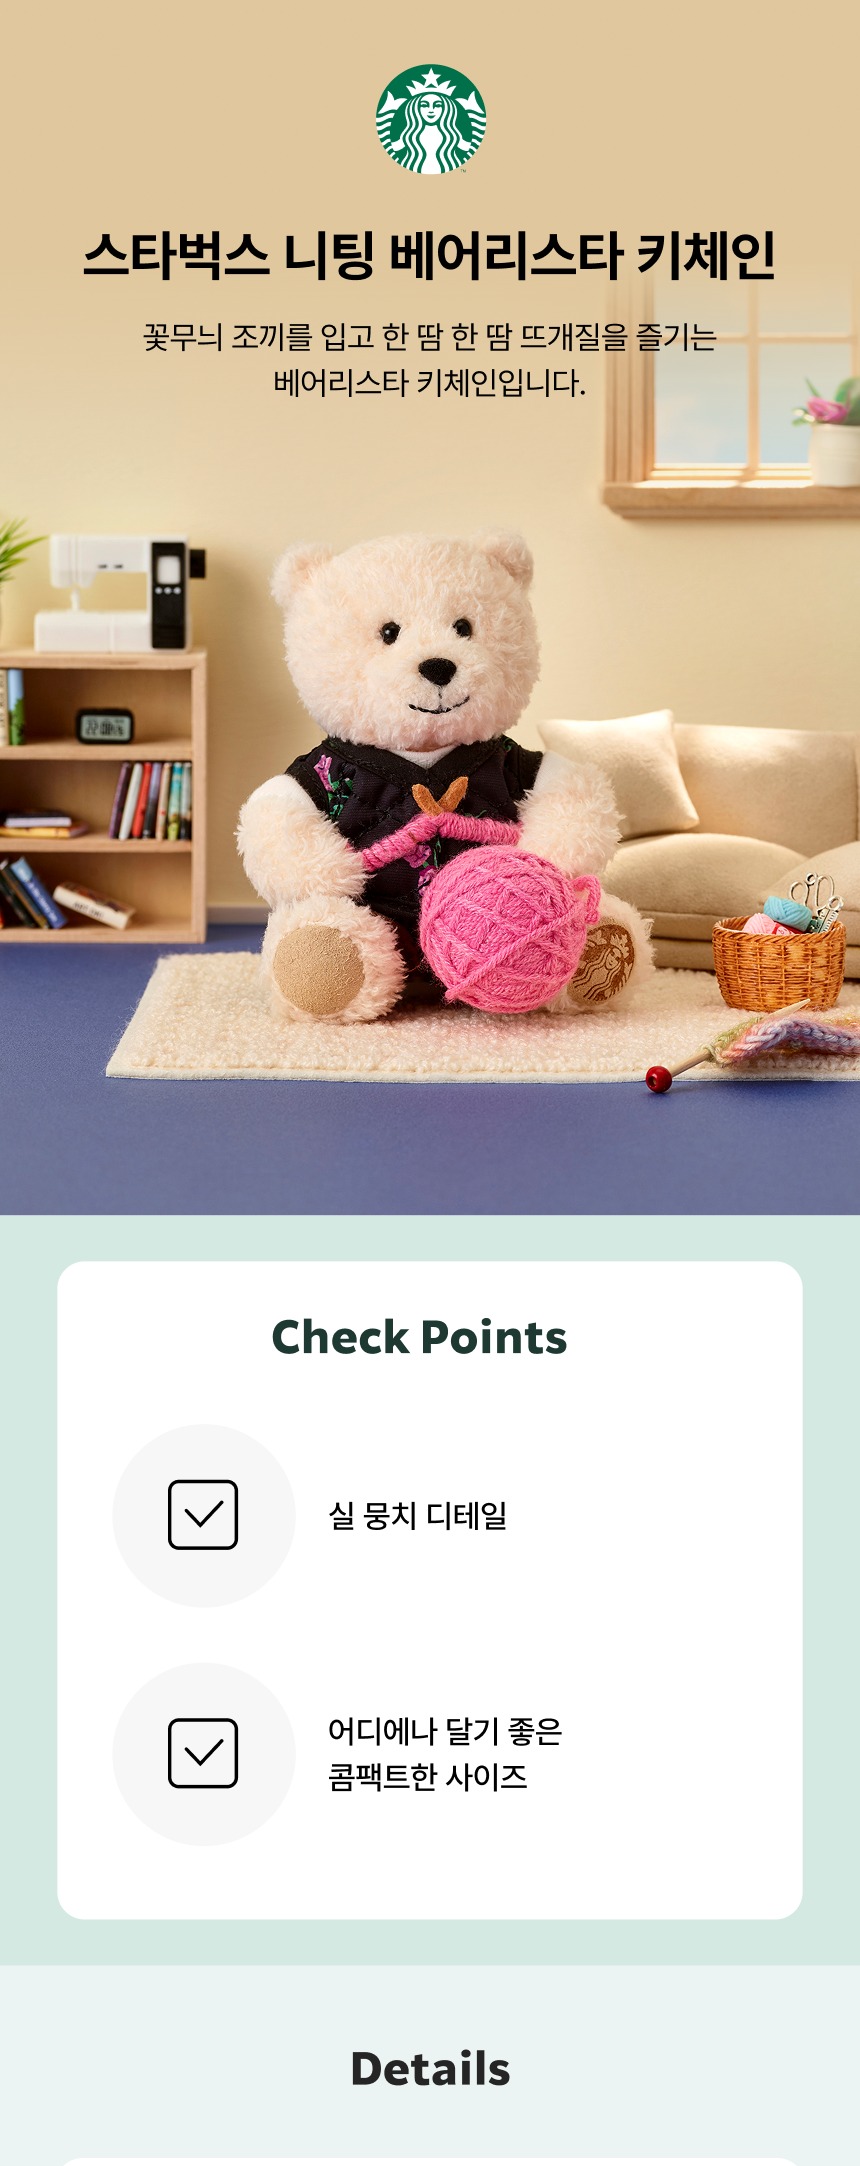 스타벅스 니팅 베어리스타 키체인
꽃무늬 조끼를 입고 한 땀 한 땀 뜨개질을 즐기는
베어리스타 키체인입니다.
Check Points
실 뭉치 디테일
어디에나 달기 좋은
콤팩트한 사이즈
Details